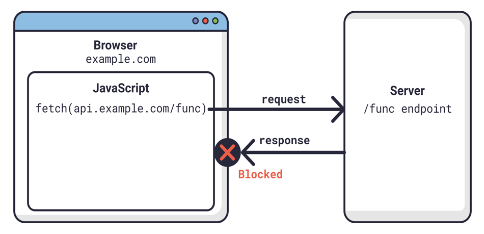 Browser
example.com
JavaScript
fetch(api.example.com/func)
request
response
Blocked
Server
/func endpoint